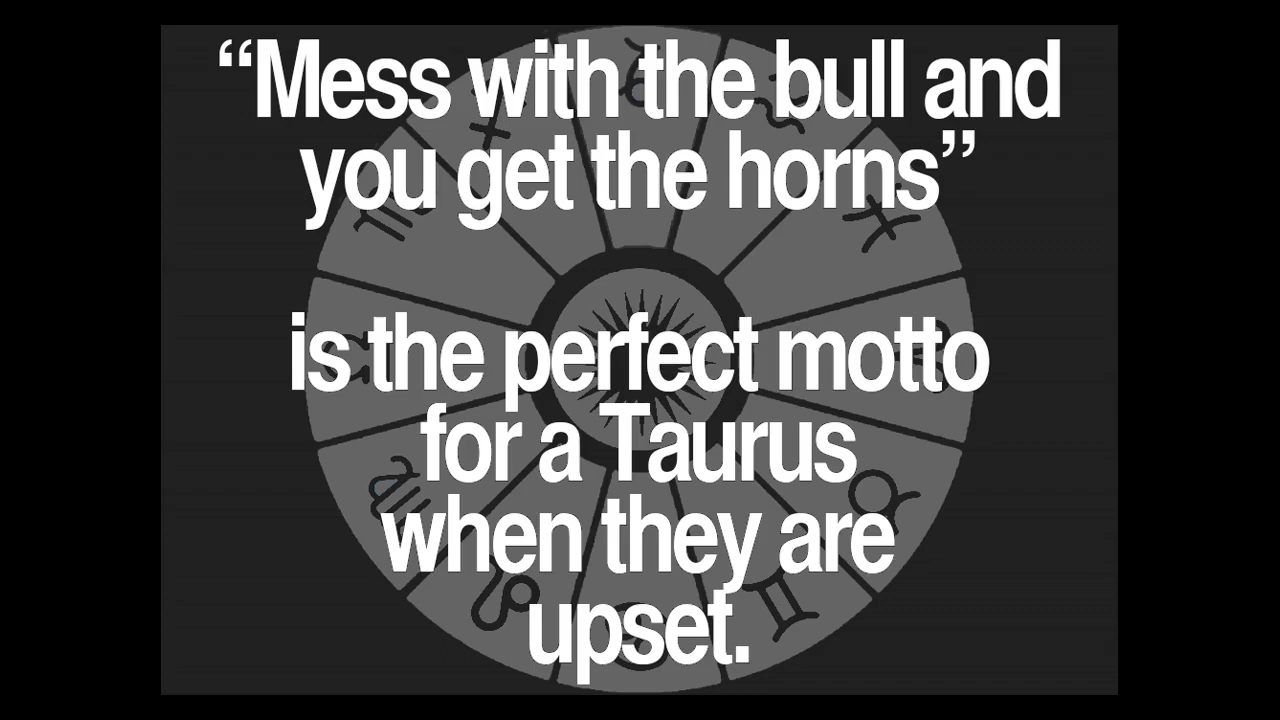 “Mess with the bull and
you get the horns”
is the perfect motto
for a Taurus
when they are
upset.